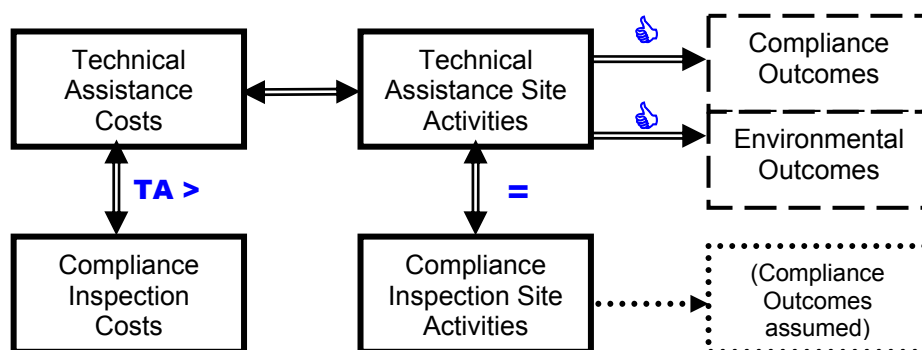 Technical
Assistance
Costs
Technical
Assistance Site
Activities
Compliance
Outcomes
Environmental
Outcomes
TA >
=
Compliance
Inspection
Costs
Compliance
Inspection Site
Activities
(Compliance
Outcomes
assumed)